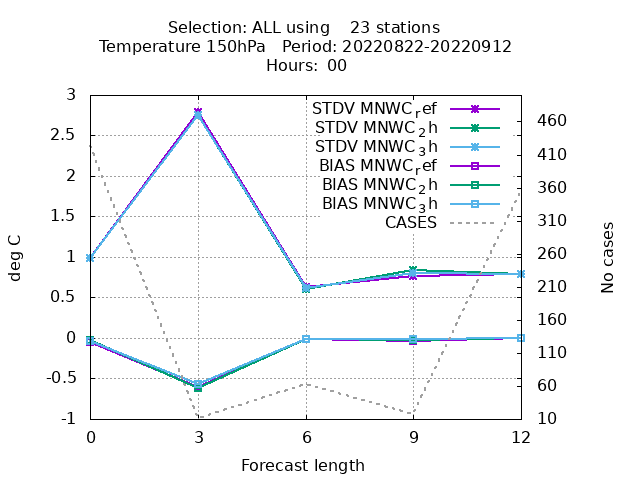 Selection: ALL using    23 stations
Temperature 150hPa   Period: 20220822-20220912
Hours: 00
3
2.5
2
1.5
1
0.5
0
-0.5
-1
deg C
STDV MNWC_ref
STDV MNWC_2h
STDV MNWC_3h
BIAS MNWC_ref
BIAS MNWC_2h
BIAS MNWC_3h
CASES
460
410
360
310
260
210
160
110
60
10
No cases
0 3 6 9 12
Forecast length